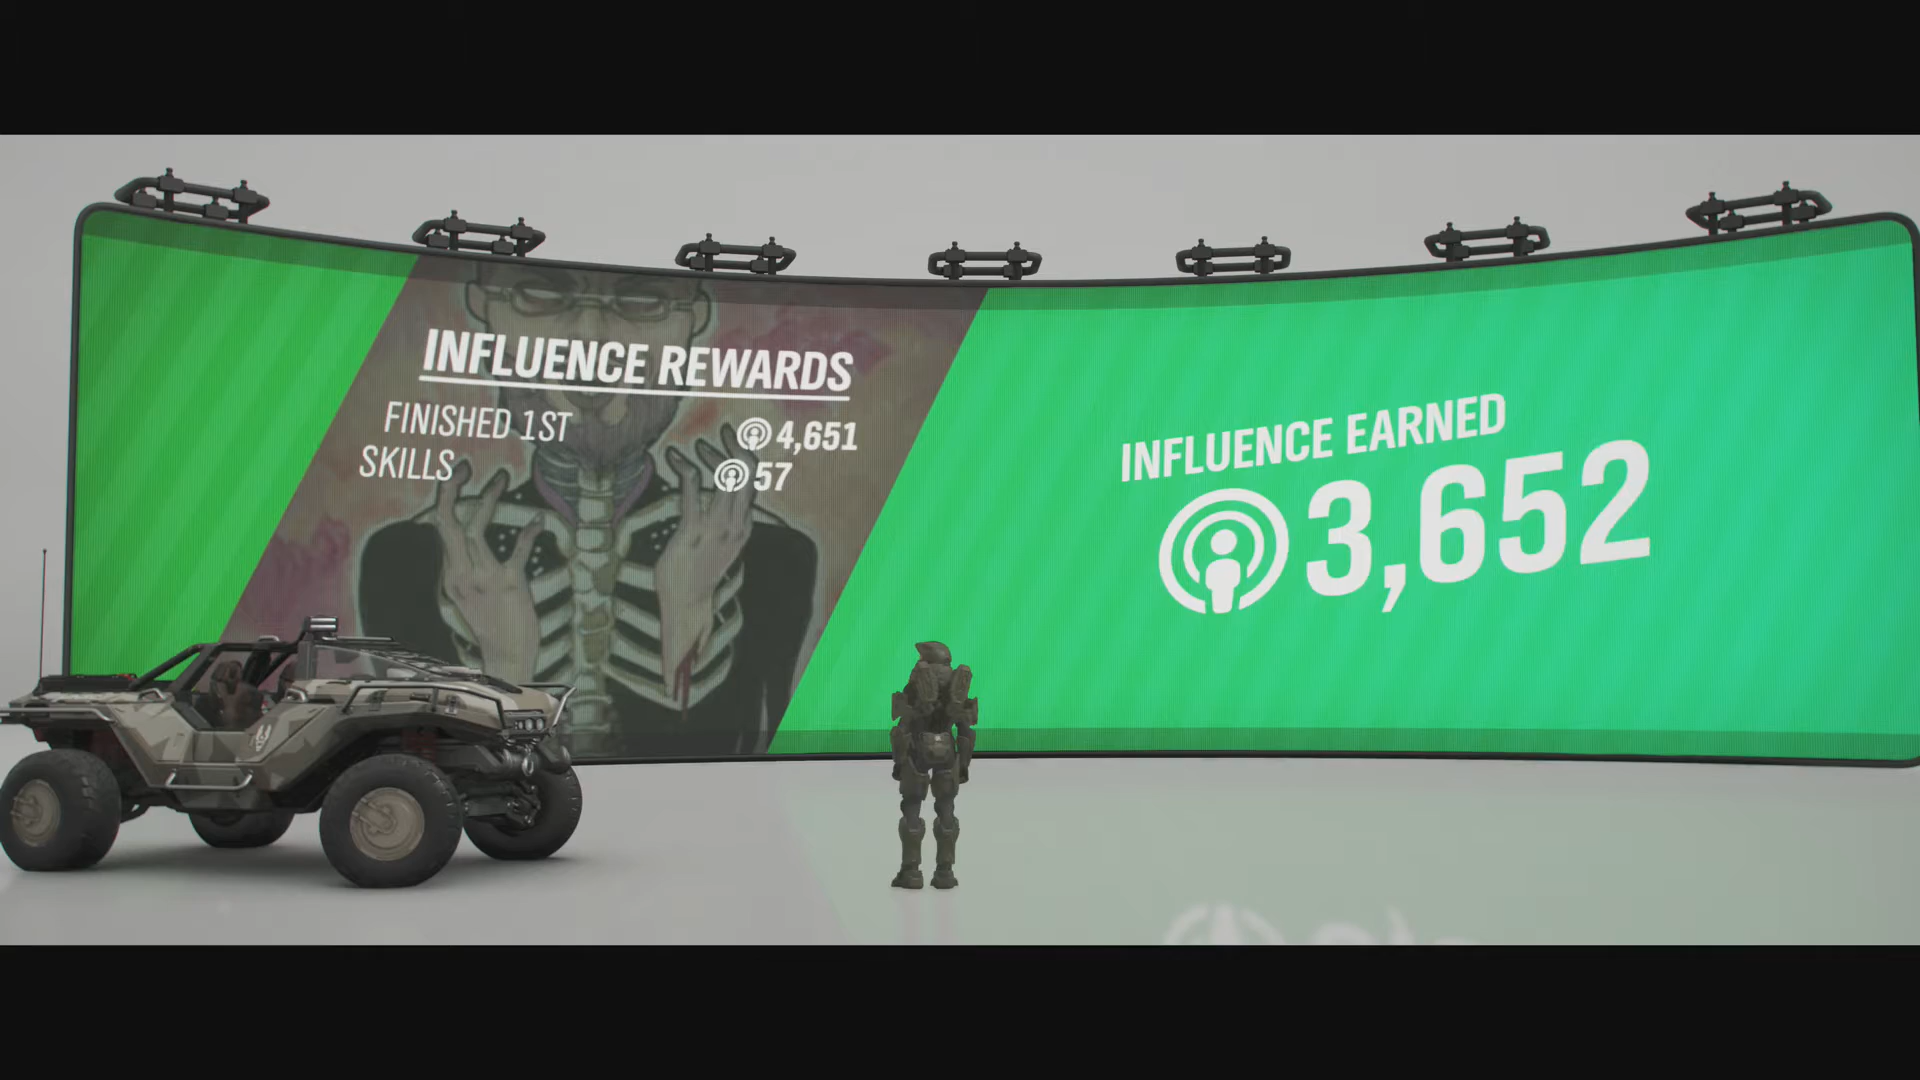 INFLUENCE REWARDS
FINISHED 1ST 4,651
SKILLS 57
INFLUENCE EARNED
3,652